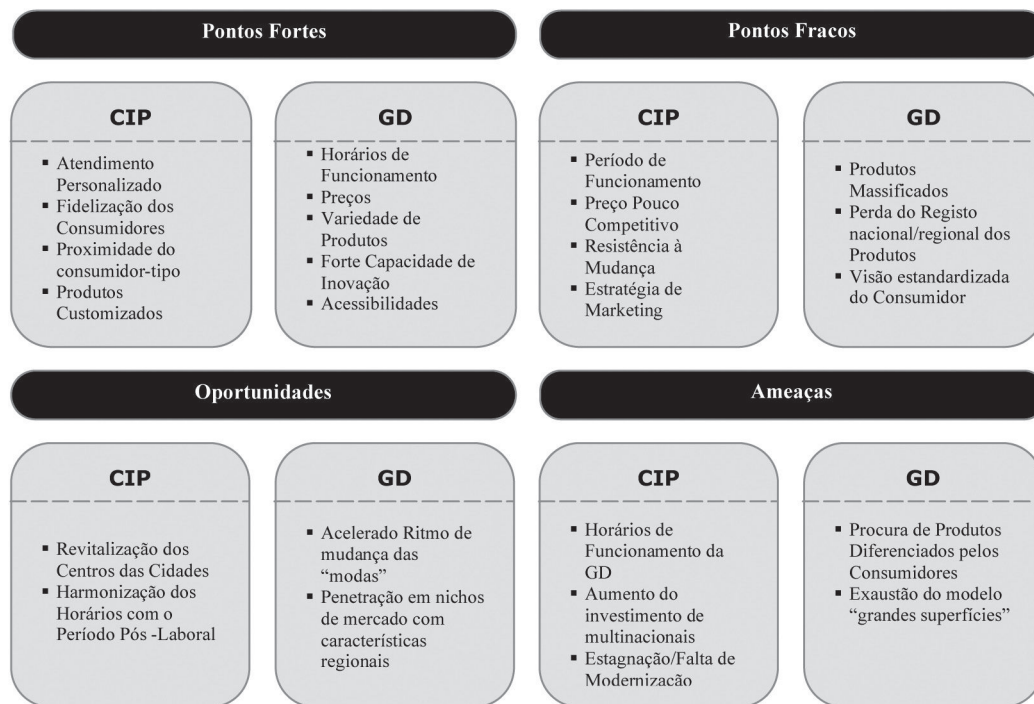 Pontos Fortes
CIP
▪ Atendimento
Personalizado
▪ Fidelização dos
Consumidores
▪ Proximidade do
consumidor-tipo
▪ Produtos
Customizados
GD
▪ Horários de
Funcionamento
▪ Preços
▪ Variedade de
Produtos
▪ Forte Capacidade de
Inovação
▪ Acessibilidades
Pontos Fracos
CIP
▪ Período de
Funcionamento
▪ Preço Pouco
Competitivo
▪ Resistência à
Mudança
▪ Estratégia de
Marketing
GD
▪ Produtos
Massificados
▪ Perda do Registo
nacional/regional dos
Produtos
▪ Visão estandardizada
do Consumidor
Oportunidades
CIP
▪ Revitalização dos
Centros das Cidades
▪ Harmonização dos
Horários com o
Período Pós -Laboral
GD
▪ Acelerado Ritmo de
mudança das
“modas”
▪ Penetração em nichos
de mercado com
características
regionais
Ameaças
CIP
▪ Horários de
Funcionamento da
GD
▪ Aumento do
investimento de
multinacionais
▪ Estagnação/Falta de
Modernização
GD
▪ Procura de Produtos
Diferenciados pelos
Consumidores
▪ Exaustão do modelo
“grandes superfícies”